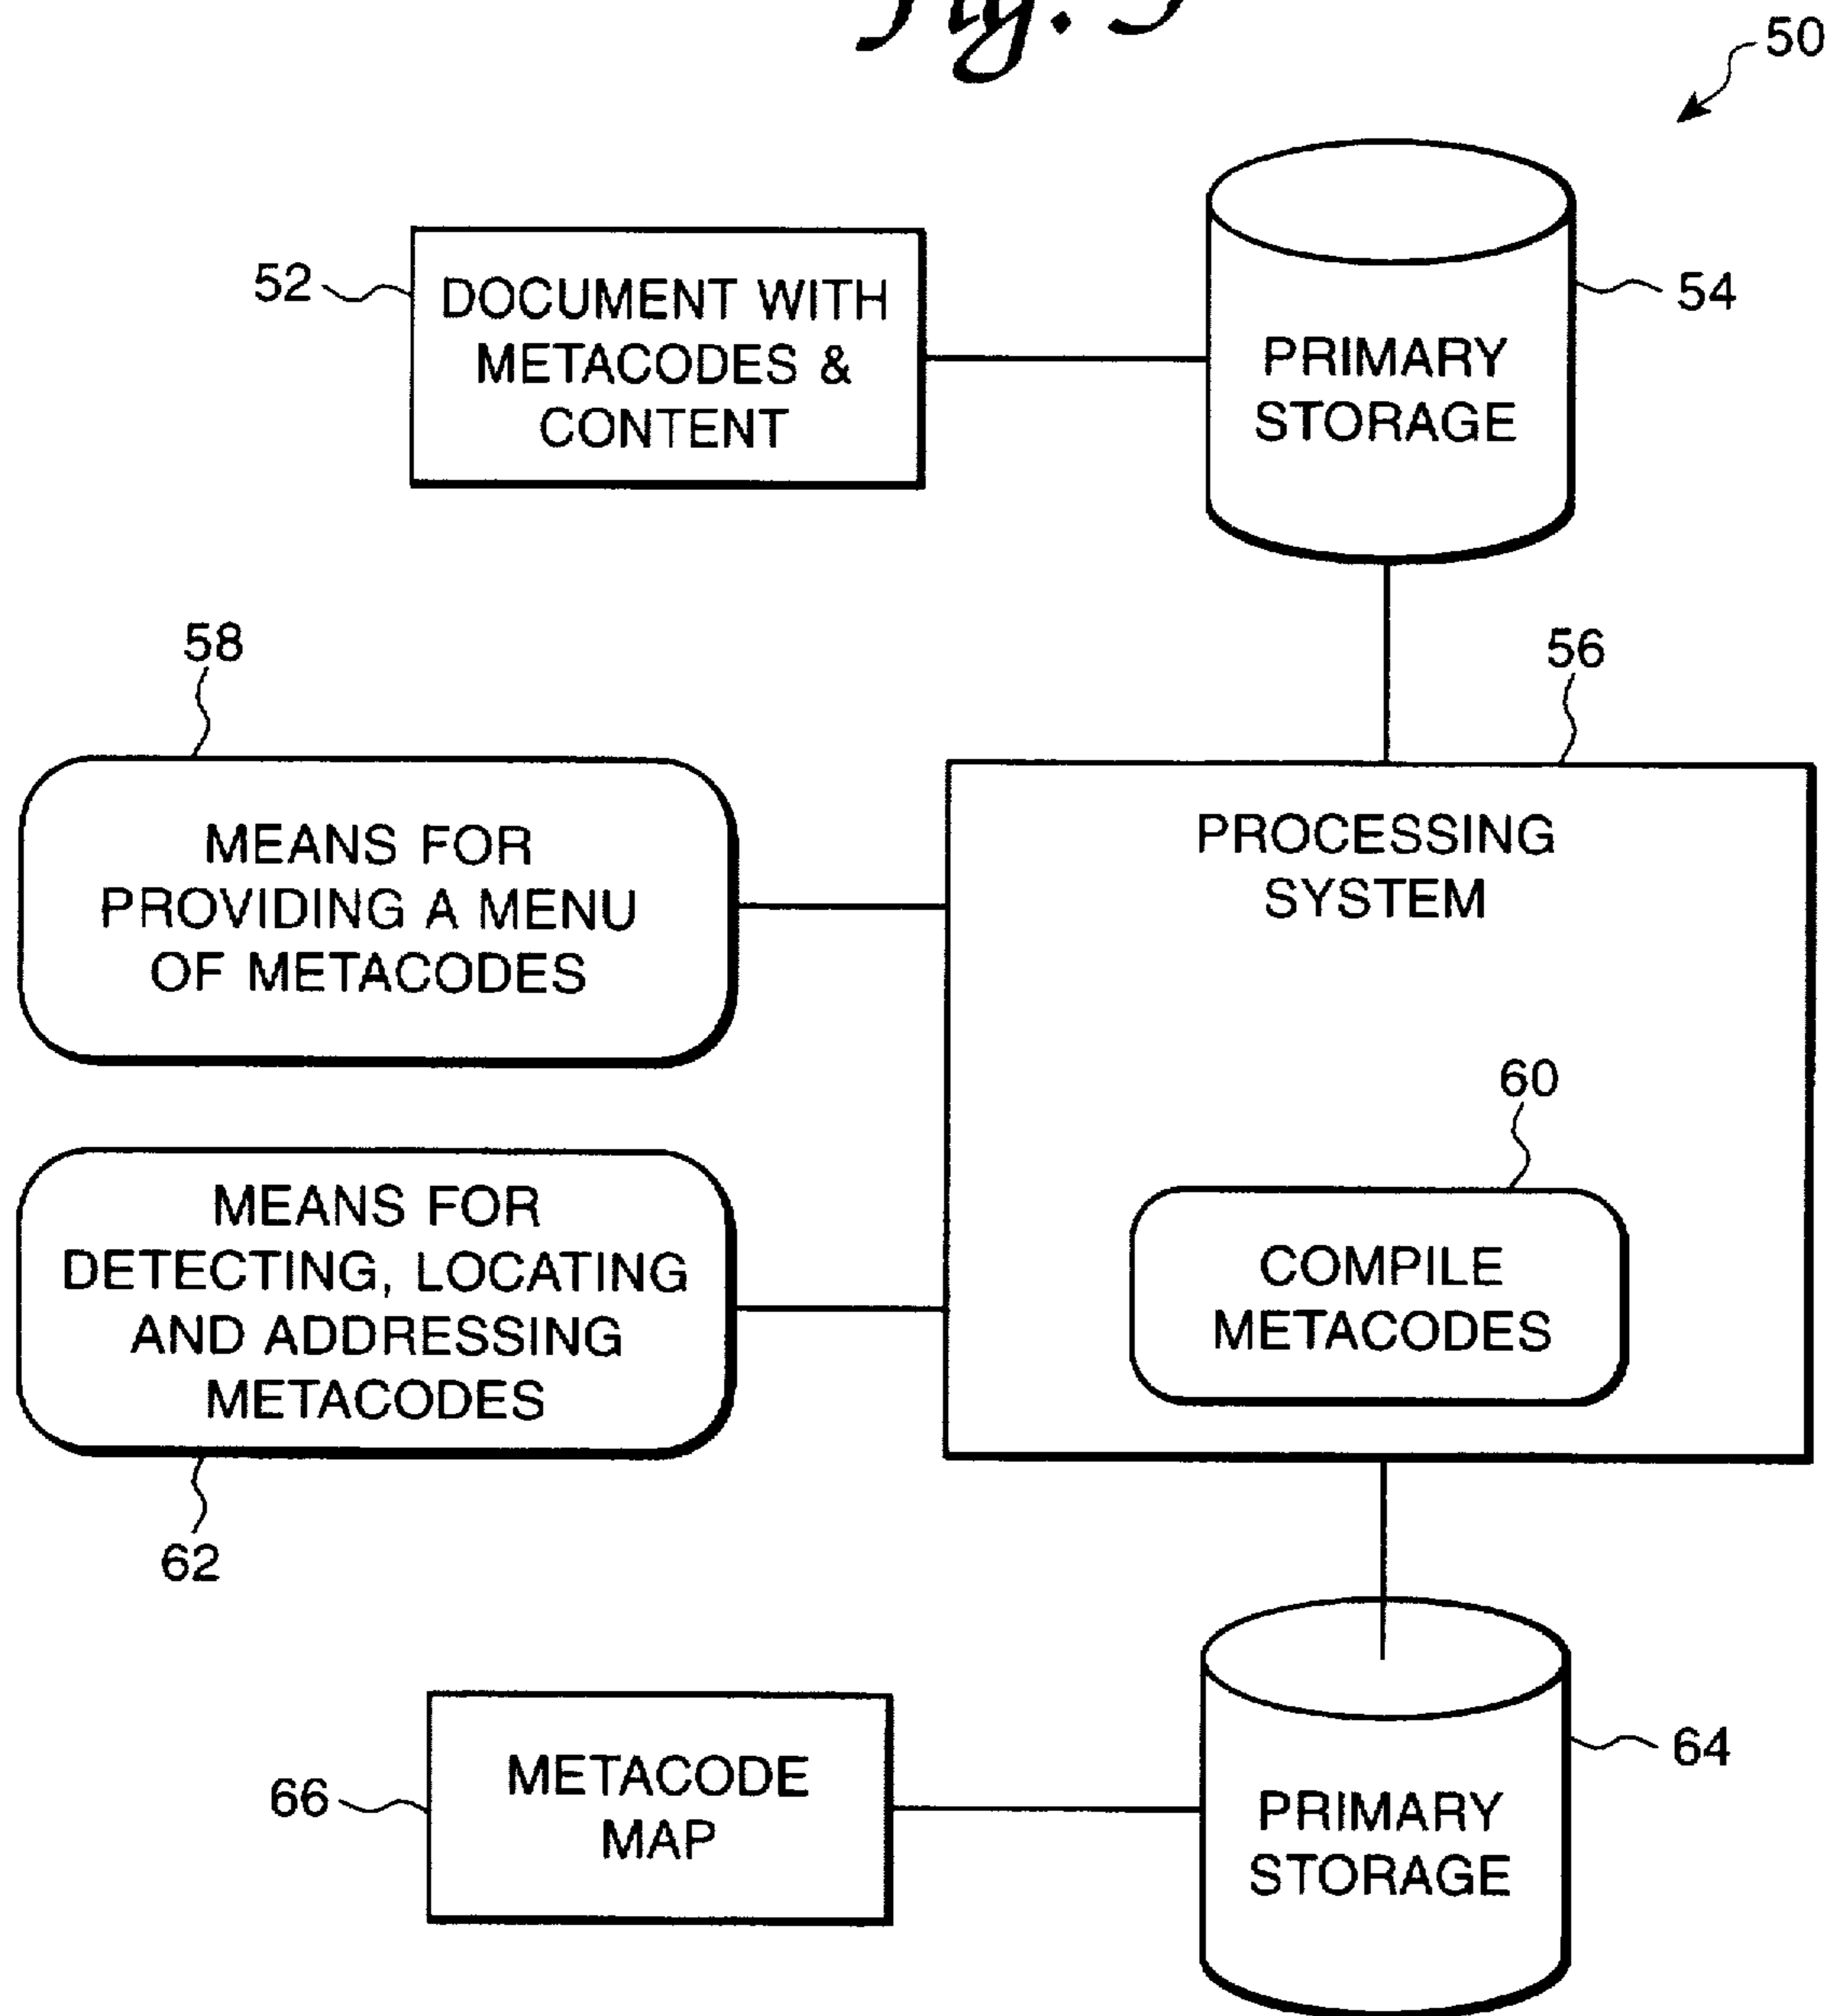 50
52
DOCUMENT WITH
METACODES &
CONTENT
54
PRIMARY
STORAGE
58
56
MEANS FOR
PROVIDING A MENU
OF METACODES
PROCESSING
SYSTEM
60
MEANS FOR
DETECTING, LOCATING
AND ADDRESSING
METACODES
COMPILE
METACODES
62
66
METACODE
MAP
64
PRIMARY
STORAGE